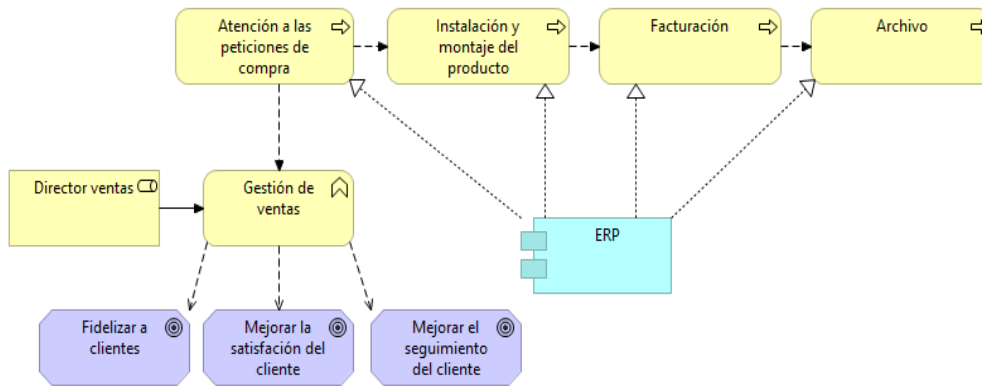 Atención a las
peticiones de
compra
Instalación y
montaje del
producto
Facturación
Archivo
Director ventas
Gestión de
ventas
ERP
Fidelizar a
clientes
Mejorar la
satisfacción del
cliente
Mejorar el
seguimiento
del cliente